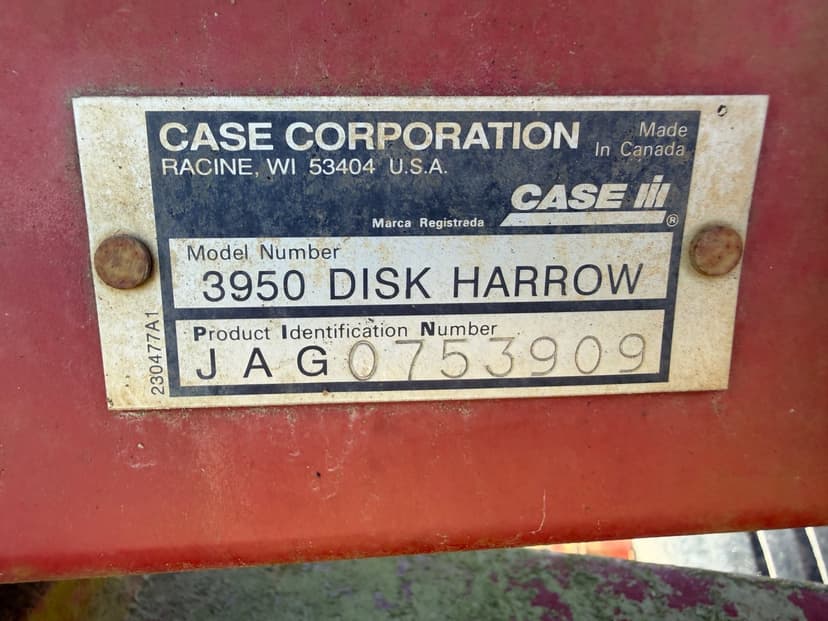 CASE CORPORATION
Made
In Canada
RACINE, WI 53404 U.S.A.
CASE IH ®
Marca Registrada
Model Number
3950 DISK HARROW
Product Identification Number
JAG0753909
230477A1